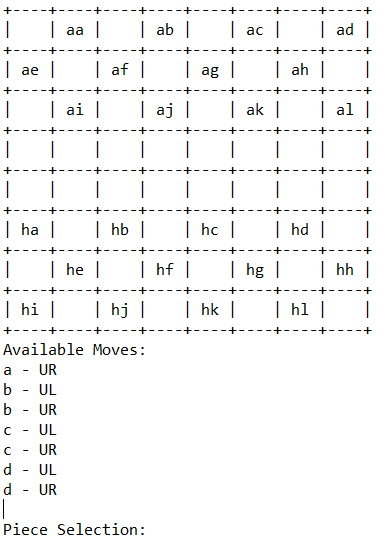 +----+----+----+----+----+----+----+----+
|    | aa |    | ab |    | ac |    | ad |
+----+----+----+----+----+----+----+----+
| ae |    | af |    | ag |    | ah |    |
+----+----+----+----+----+----+----+----+
|    | ai |    | aj |    | ak |    | al |
+----+----+----+----+----+----+----+----+
|    |    |    |    |    |    |    |    |
+----+----+----+----+----+----+----+----+
|    |    |    |    |    |    |    |    |
+----+----+----+----+----+----+----+----+
| ha |    | hb |    | hc |    | hd |    |
+----+----+----+----+----+----+----+----+
|    | he |    | hf |    | hg |    | hh |
+----+----+----+----+----+----+----+----+
| hi |    | hj |    | hk |    | hl |    |
+----+----+----+----+----+----+----+----+
Available Moves:
a - UR
b - UL
b - UR
c - UL
c - UR
d - UL
d - UR
Piece Selection: